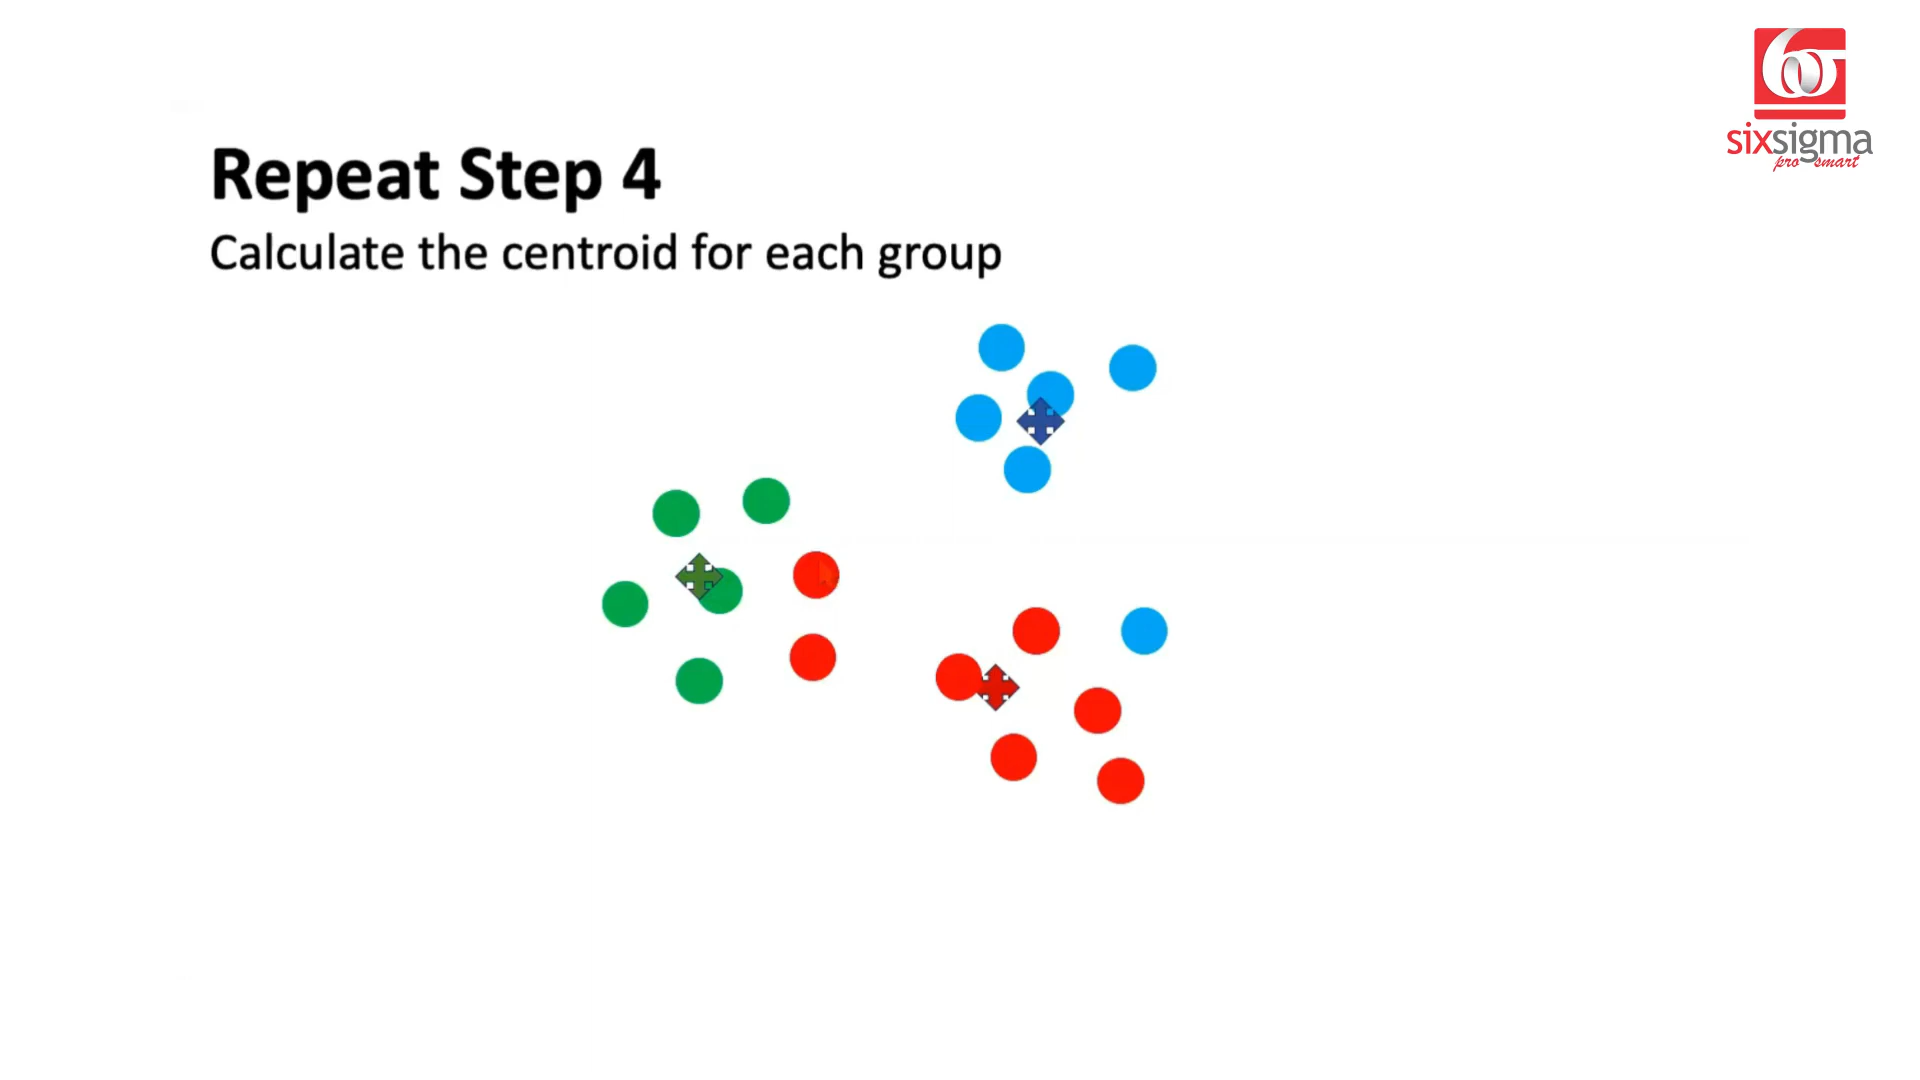 Repeat Step 4
Calculate the centroid for each group
sixsigma
pro smart